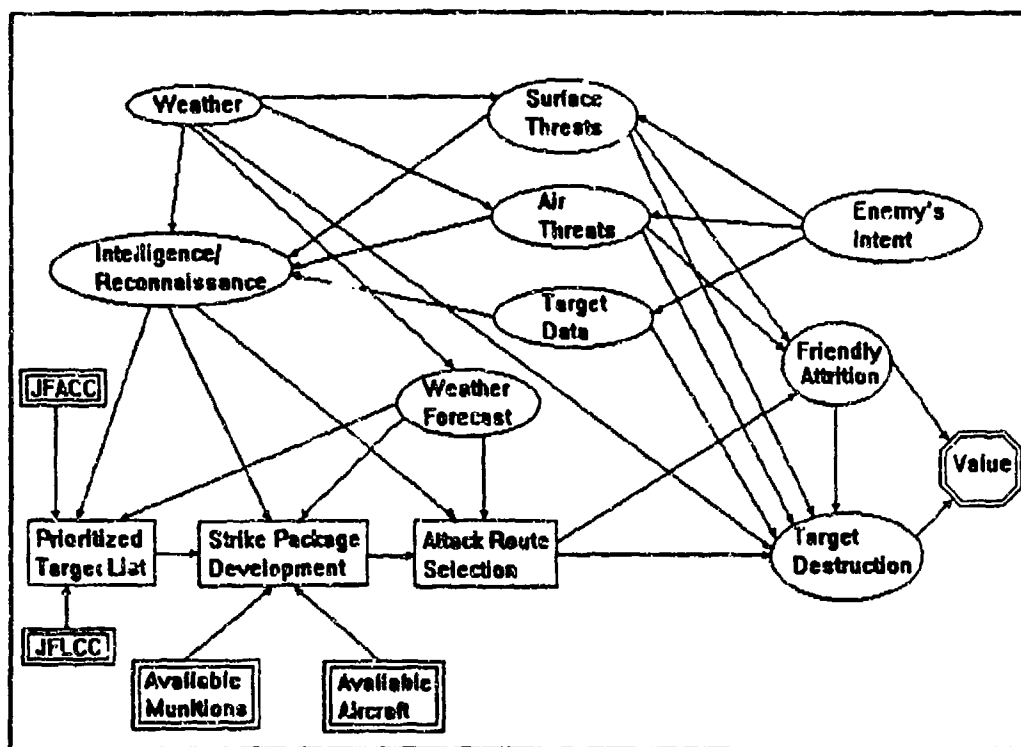 Weather
Surface
Threats
Air
Threats
Enemy's
Intent
Intelligence/
Reconnaissance
Target
Data
Friendly
Attrition
JFACC
Weather
Forecast
Value
Prioritized
Target List
Strike Package
Development
Attack Route
Selection
Target
Destruction
JFLCC
Available
Munitions
Available
Aircraft